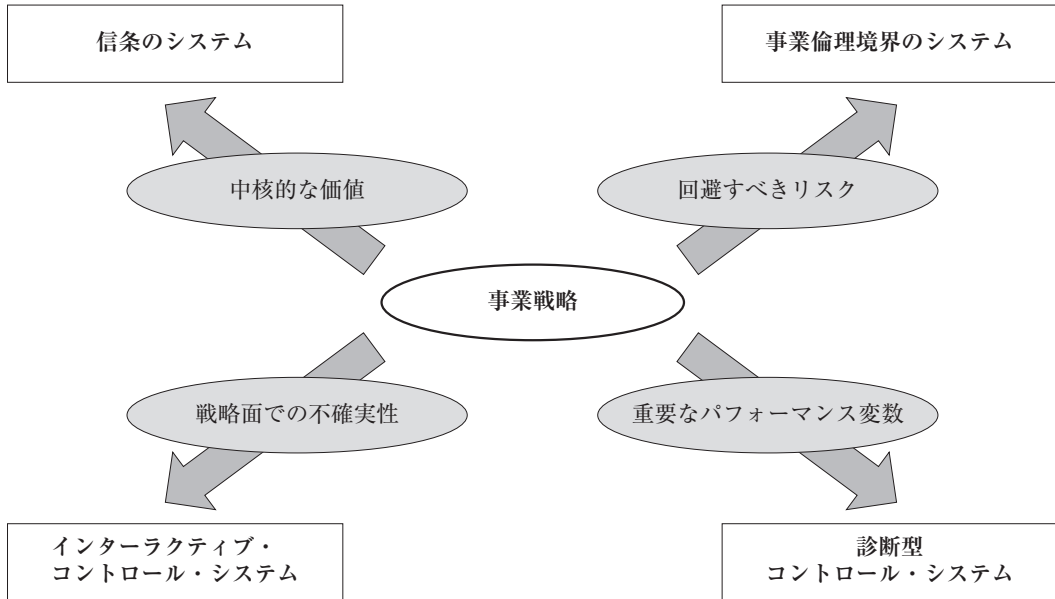 信条のシステム
事業倫理境界のシステム
中核的な価値
回避すべきリスク
事業戦略
戦略面での不確実性
重要なパフォーマンス変数
インターラクティブ・
コントロール・システム
診断型
コントロール・システム